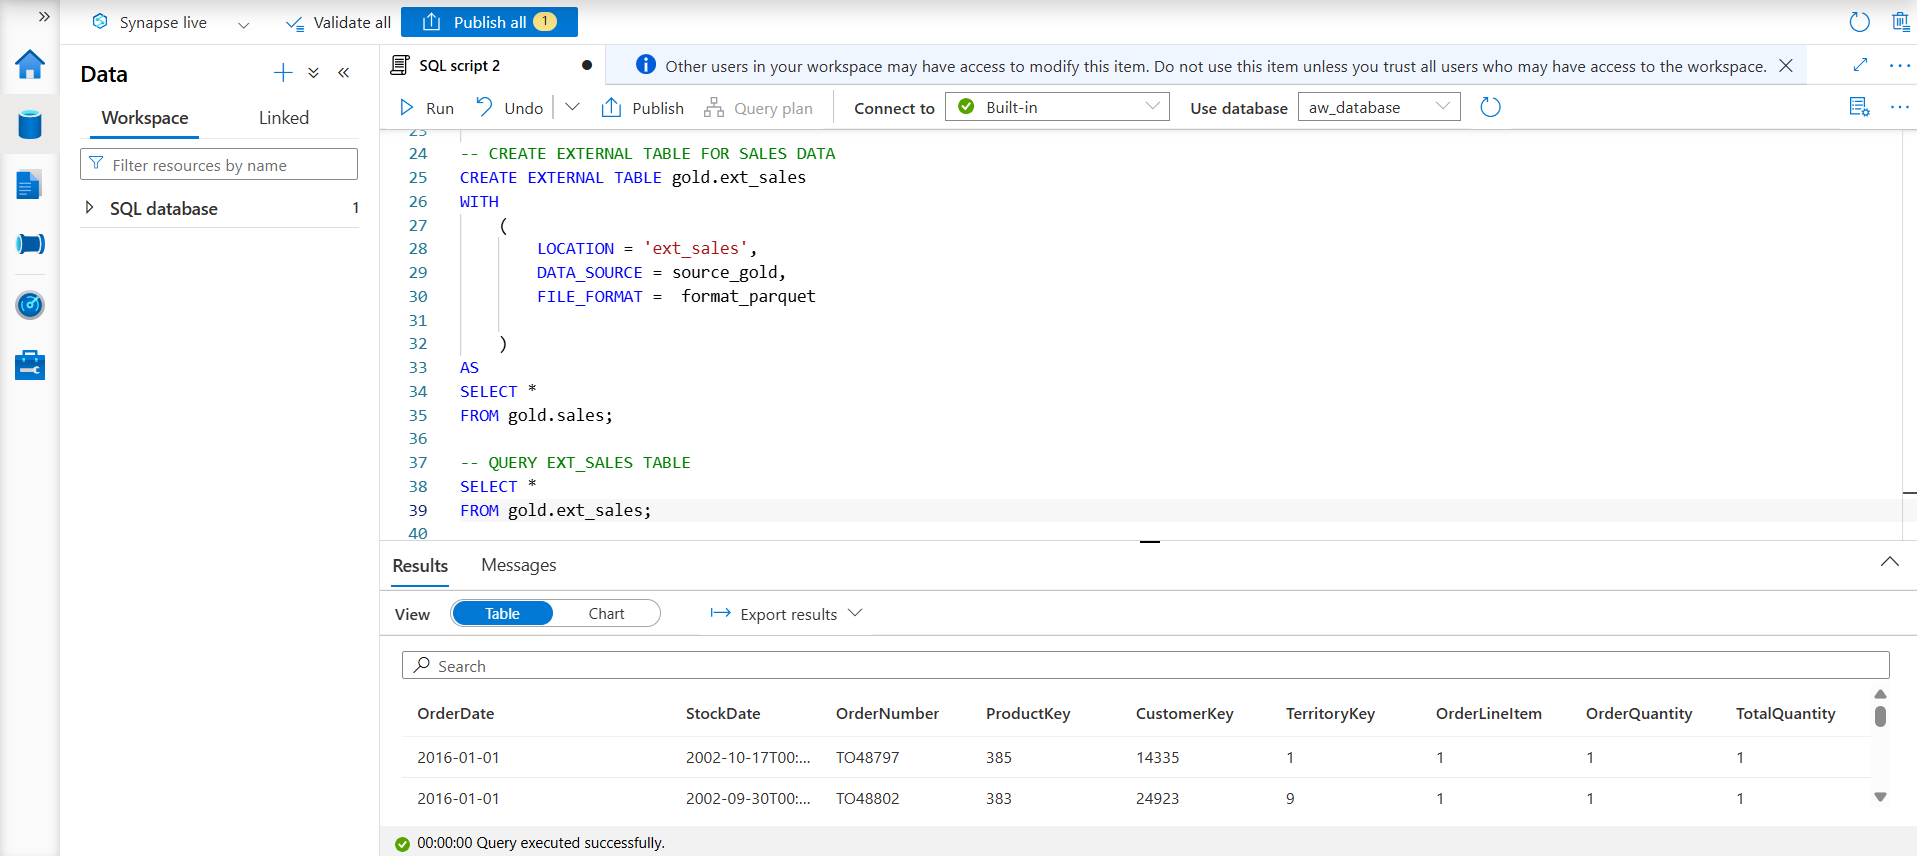 Synapse live
Validate all
Publish all 1
Data
Workspace Linked
Filter resources by name
SQL database 1
SQL script 2
Other users in your workspace may have access to modify this item. Do not use this item unless you trust all users who may have access to the workspace.
Run Undo Publish Query plan Connect to Built-in Use database aw_database
23
24 -- CREATE EXTERNAL TABLE FOR SALES DATA
25 CREATE EXTERNAL TABLE gold.ext_sales
26 WITH
27 (
28 LOCATION = 'ext_sales',
29 DATA_SOURCE = source_gold,
30 FILE_FORMAT =  format_parquet
31
32 )
33 AS
34 SELECT *
35 FROM gold.sales;
36
37 -- QUERY EXT_SALES TABLE
38 SELECT *
39 FROM gold.ext_sales;
40
Results Messages
View Table Chart Export results
Search
OrderDate StockDate OrderNumber ProductKey CustomerKey TerritoryKey OrderLineItem OrderQuantity TotalQuantity
2016-01-01 2002-10-17T00:... TO48797 385 14335 1 1 1 1
2016-01-01 2002-09-30T00:... TO48802 383 24923 9 1 1 1
00:00:00 Query executed successfully.